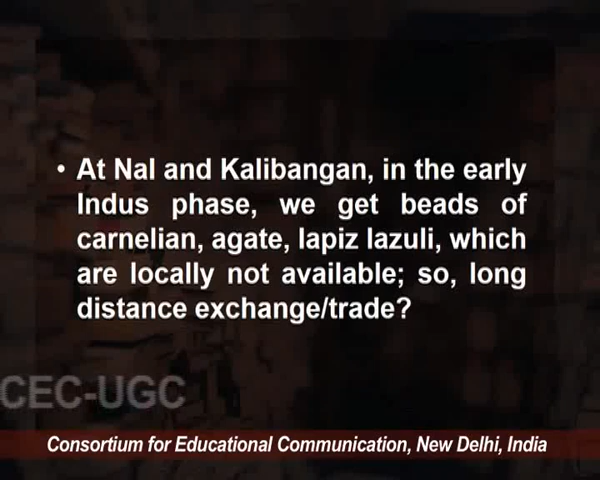 • At Nal and Kalibangan, in the early
Indus phase, we get beads of
carnelian, agate, lapiz lazuli, which
are locally not available; so, long
distance exchange/trade?
CEC-UGC
Consortium for Educational Communication, New Delhi, India